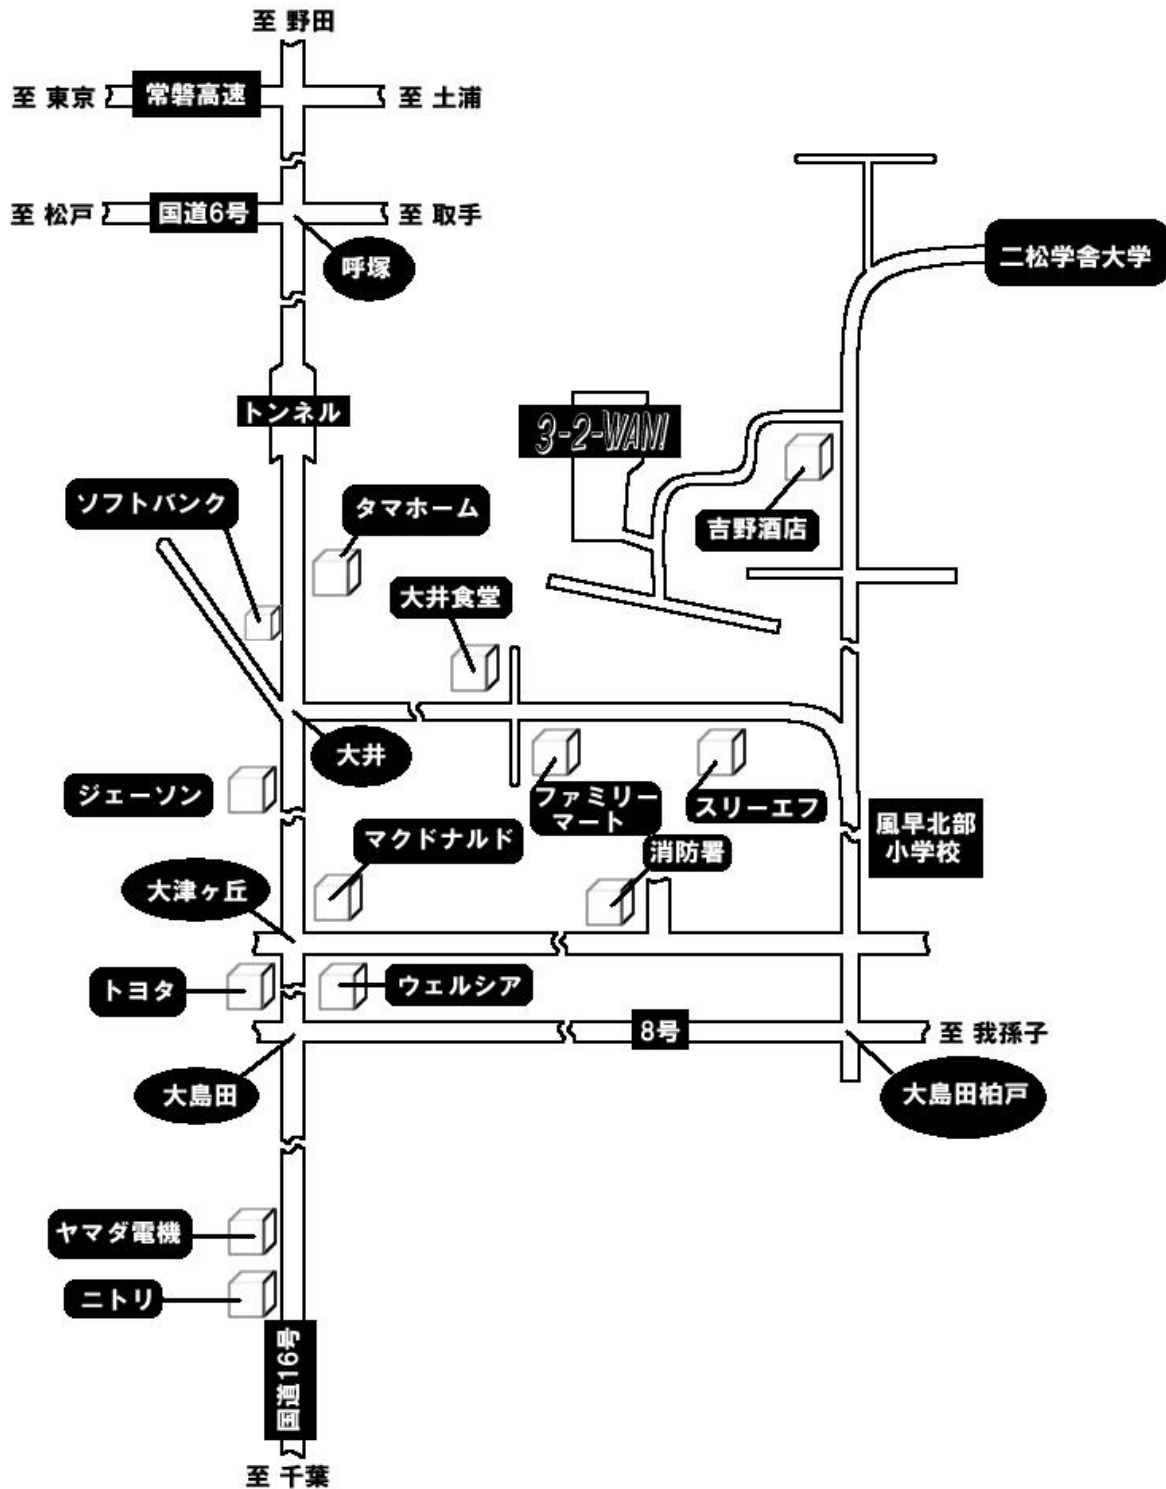 至 野田
至 東京
常磐高速
至 土浦
至 松戸
国道6号
至 取手
呼塚
二松学舎大学
トンネル
3-2-WAN!
ソフトバンク
タマホーム
吉野酒店
大井食堂
大井
ジェーソン
ファミリー
マート
スリーエフ
風早北部
小学校
マクドナルド
消防署
大津ヶ丘
トヨタ
ウェルシア
8号
至 我孫子
大島田
大島田柏戸
ヤマダ電機
ニトリ
国道16号
至 千葉